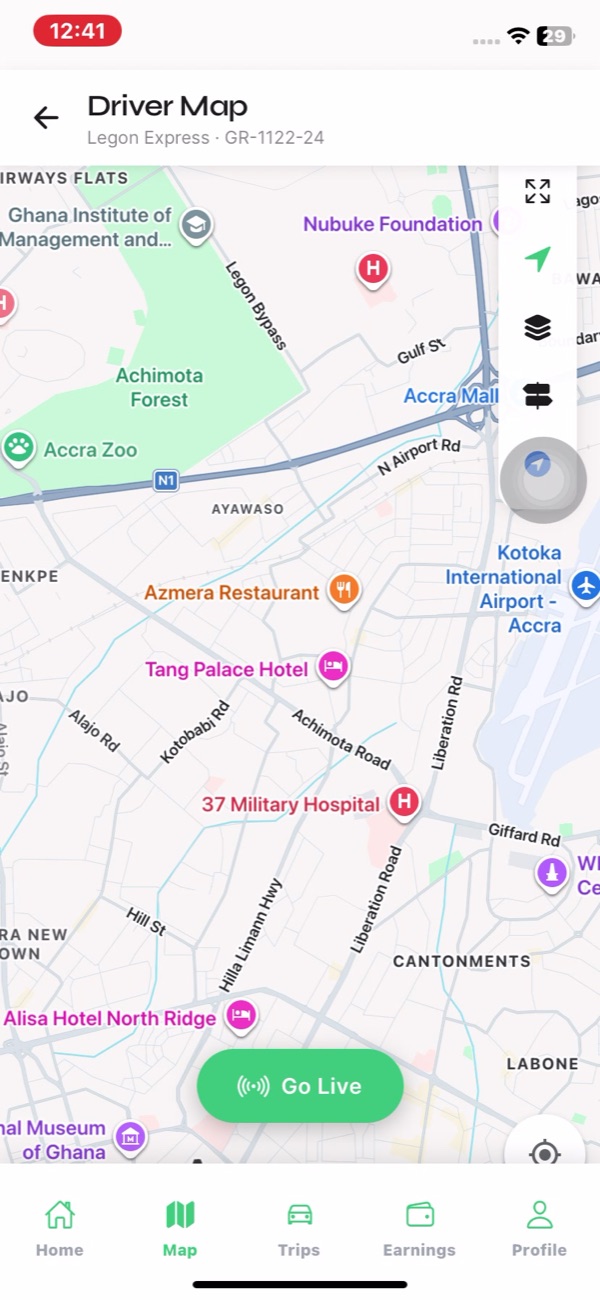 12:41
29
Driver Map
Legon Express · GR-1122-24
IRWAYS FLATS
Ghana Institute of
Management and...
Nubuke Foundation
H
H
Legon Bypass
Gulf St
Achimota
Forest
Accra Mall
Accra Zoo
N Airport Rd
N1
AYAWASO
Kotoka
International
Airport -
Accra
ENKPE
Azmera Restaurant
Tang Palace Hotel
AJO
Alajo Rd
Kotobabi Rd
Achimota Road
Liberation Rd
37 Military Hospital
H
Giffard Rd
Liberation Road
Hilla Limann Hwy
Hill St
RA NEW
OWN
CANTONMENTS
Alisa Hotel North Ridge
LABONE
Go Live
nal Museum
of Ghana
M
Home
Map
Trips
Earnings
Profile